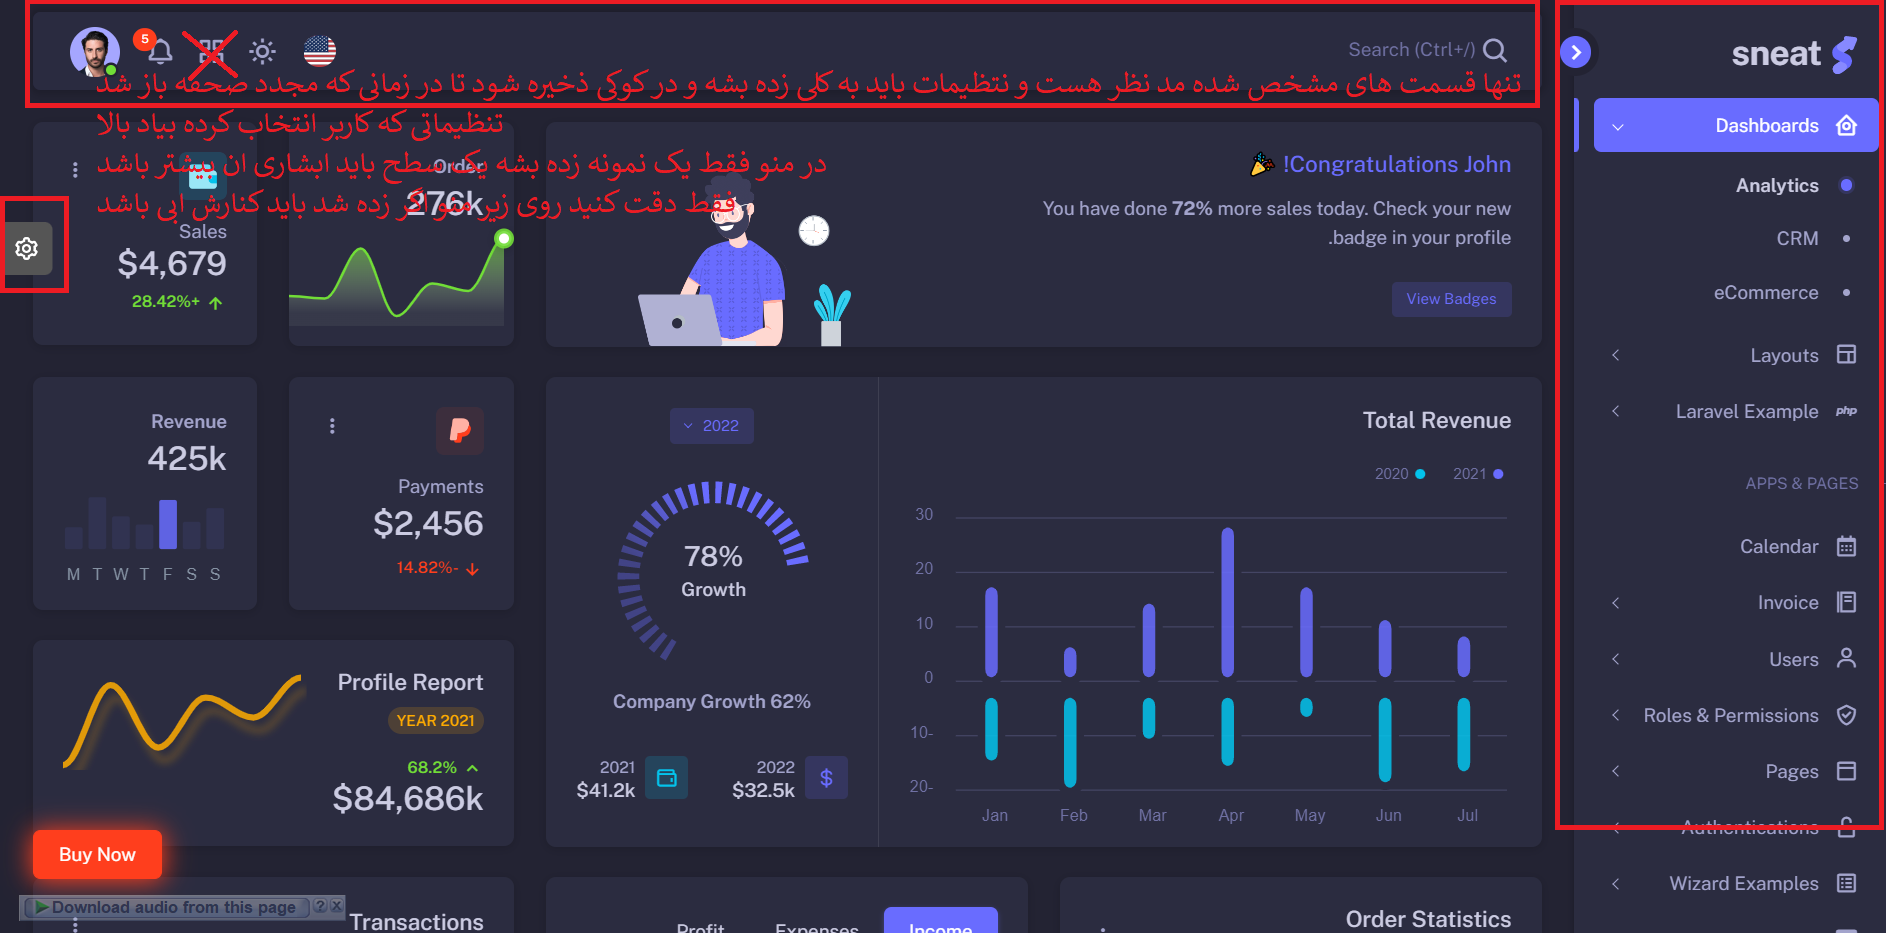 5
Search (Ctrl+/)
sneat
تنها قسمت های مشخص شده مد نظر هست و نتظیمات باید به کلی زده بشه و در کوکی ذخیره شود تا در زمانی که مجدد صحفه باز شد
تنظیماتی که کاربر انتخاب کرده بیاد بالا
در منو فقط یک نمونه زده بشه یک سطح باید ابشاری ان بیشتر باشد
فقط دقت کنید روی زیر منو اگر زده شد باید کنارش ابی باشد
Dashboards
Analytics
CRM
eCommerce
Layouts
Laravel Example
php
APPS & PAGES
Calendar
Invoice
Users
Roles & Permissions
Pages
Authentications
Wizard Examples
!Congratulations John
You have done 72% more sales today. Check your new
.badge in your profile
View Badges
Order
276k
Sales
$4,679
28.42%+
Total Revenue
2020
2021
30
20
10
0
10-
20-
Jan Feb Mar Apr May Jun Jul
2022
78%
Growth
Company Growth 62%
2021
$41.2k
2022
$32.5k
$
Payments
$2,456
14.82%-
Revenue
425k
M T W T F S S
Profile Report
YEAR 2021
68.2%
$84,686k
Buy Now
Download audio from this page
?
X
Transactions
Profit
Expenses
Income
Order Statistics